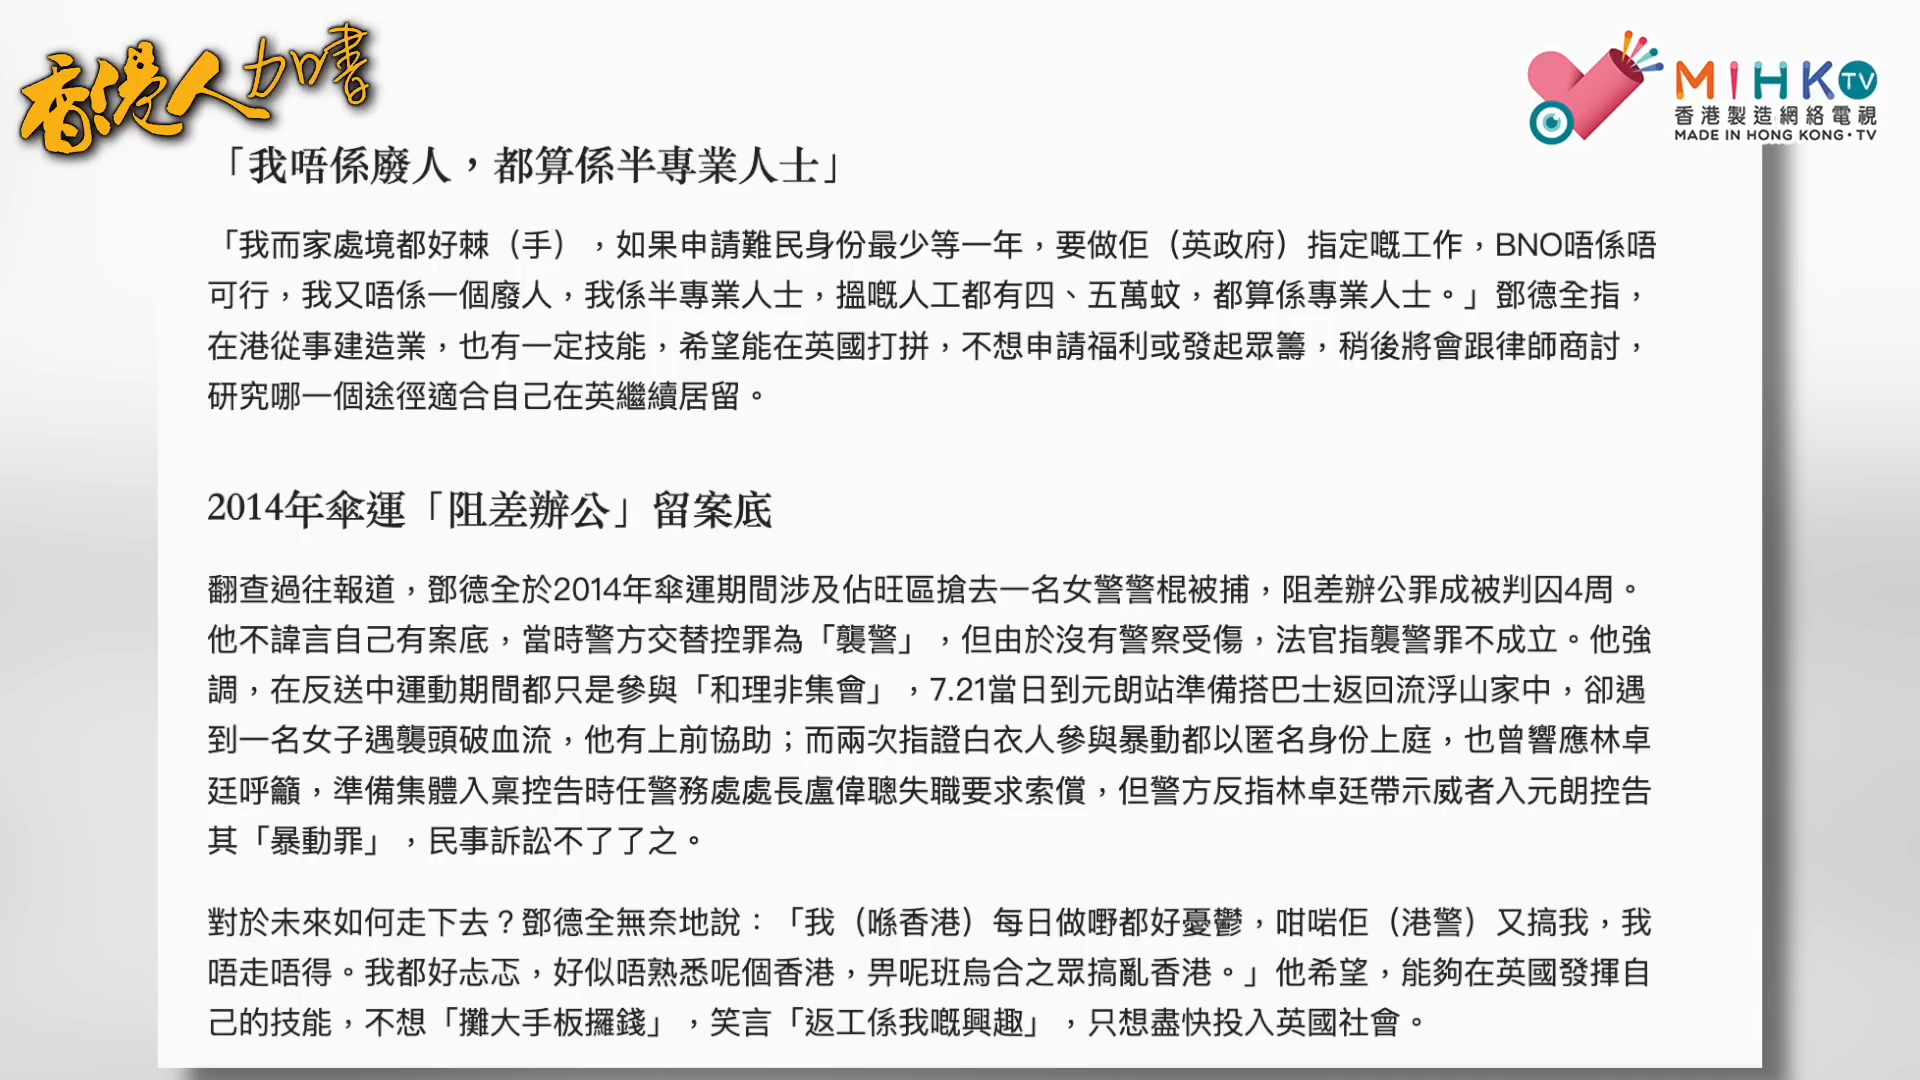 香港人加書
MIHK TV
香港製造網絡電視
MADE IN HONG KONG·TV
「我唔係廢人，都算係半專業人士」
「我而家處境都好棘（手），如果申請難民身份最少等一年，要做佢（英政府）指定嘅工作，BNO唔係唔
可行，我又唔係一個廢人，我係半專業人士，搵嘅人工都有四、五萬蚊，都算係專業人士。」鄧德全指，
在港從事建造業，也有一定技能，希望能在英國打拼，不想申請福利或發起眾籌，稍後將會跟律師商討，
研究哪一個途徑適合自己在英繼續居留。
2014年傘運「阻差辦公」留案底
翻查過往報道，鄧德全於2014年傘運期間涉及佔旺區搶去一名女警警棍被捕，阻差辦公罪成被判囚4周。
他不諱言自己有案底，當時警方交替控罪為「襲警」，但由於沒有警察受傷，法官指襲警罪不成立。他強
調，在反送中運動期間都只是參與「和理非集會」，7.21當日到元朗站準備搭巴士返回流浮山家中，卻遇
到一名女子遇襲頭破血流，他有上前協助；而兩次指證白衣人參與暴動都以匿名身份上庭，也曾響應林卓
廷呼籲，準備集體入稟控告時任警務處處長盧偉聰失職要求索償，但警方反指林卓廷帶示威者入元朗控告
其「暴動罪」，民事訴訟不了了之。
對於未來如何走下去？鄧德全無奈地說：「我（喺香港）每日做嘢都好憂鬱，咁啱佢（港警）又搞我，我
唔走唔得。我都好忐忑，好似唔熟悉呢個香港，畀呢班烏合之眾搞亂香港。」他希望，能夠在英國發揮自
己的技能，不想「攤大手板攞錢」，笑言「返工係我嘅興趣」，只想盡快投入英國社會。